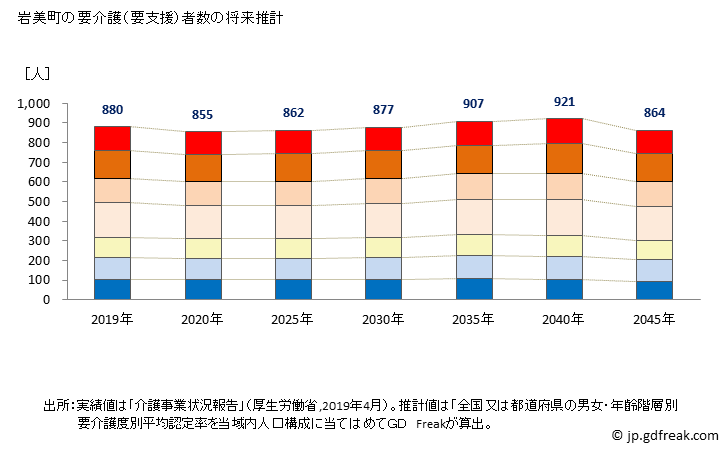 岩美町の要介護（要支援）者数の将来推計
［人］
1,000
900
800
700
600
500
400
300
200
100
0
880 855 862 877 907 921 864
2019年 2020年 2025年 2030年 2035年 2040年 2045年
出所：実績値は「介護事業状況報告」（厚生労働省,2019年4月）。推計値は「全国又は都道府県の男女・年齢階層別
要介護度別平均認定率を当域内人口構成に当てはめてGD Freakが算出。
© jp.gdfreak.com